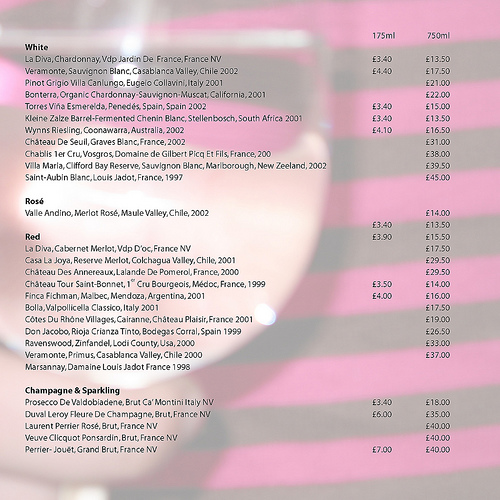 175ml 750ml
White
La Diva, Chardonnay, Vdp Jardin De France, France NV £3.40 £13.50
Veramonte, Sauvignon Blanc, Casablanca Valley, Chile 2002 £4.40 £17.50
Pinot Grigio Villa Canlungo, Eugeio Collavini, Italy 2001 £21.00
Bonterra, Organic Chardonnay-Sauvignon-Muscat, California, 2001 £22.00
Torres Viña Esmerelda, Penedés, Spain, Spain 2002 £3.40 £15.00
Kleine Zalze Barrel-Fermented Chenin Blanc, Stellenbosch, South Africa 2001 £3.40 £13.50
Wynns Riesling, Coonawarra, Australia, 2002 £4.10 £16.50
Château De Seuil, Graves Blanc, France, 2002 £31.00
Chablis 1er Cru, Vosgros, Domaine de Gilbert Picq Et Fils, France, 200 £38.00
Villa Maria, Clifford Bay Reserve, Sauvignon Blanc, Marlborough, New Zeeland, 2002 £39.50
Saint-Aubin Blanc, Louis Jadot, France, 1997 £45.00
Rosé
Valle Andino, Merlot Rosé, Maule Valley, Chile, 2002 £14.00
£3.40 £13.50
Red £3.90 £15.50
La Diva, Cabernet Merlot, Vdp D'oc, France NV £17.50
Casa La Joya, Reserve Merlot, Colchagua Valley, Chile, 2001 £29.50
Château Des Annereaux, Lalande De Pomerol, France, 2000 £29.50
Château Tour Saint-Bonnet, 1st Cru Bourgeois, Médoc, France, 1999 £3.50 £14.00
Finca Fichman, Malbec, Mendoza, Argentina, 2001 £4.00 £16.00
Bolla, Valpollicella Classico, Italy 2001 £17.50
Côtes Du Rhône Villages, Cairanne, Château Plaisir, France 2001 £19.00
Don Jacobo, Rioja Crianza Tinto, Bodegas Corral, Spain 1999 £26.50
Ravenswood, Zinfandel, Lodi County, Usa, 2000 £33.00
Veramonte, Primus, Casablanca Valley, Chile 2000 £37.00
Marsannay, Damaine Louis Jadot France 1998
Champagne & Sparkling
Prosecco De Valdobiadene, Brut Ca' Montini Italy NV £3.40 £18.00
Duval Leroy Fleure De Champagne, Brut, France NV £6.00 £35.00
Laurent Perrier Rosé, Brut, France NV £40.00
Veuve Clicquot Ponsardin, Brut, France NV £40.00
Perrier- Jouët, Grand Brut, France NV £7.00 £40.00